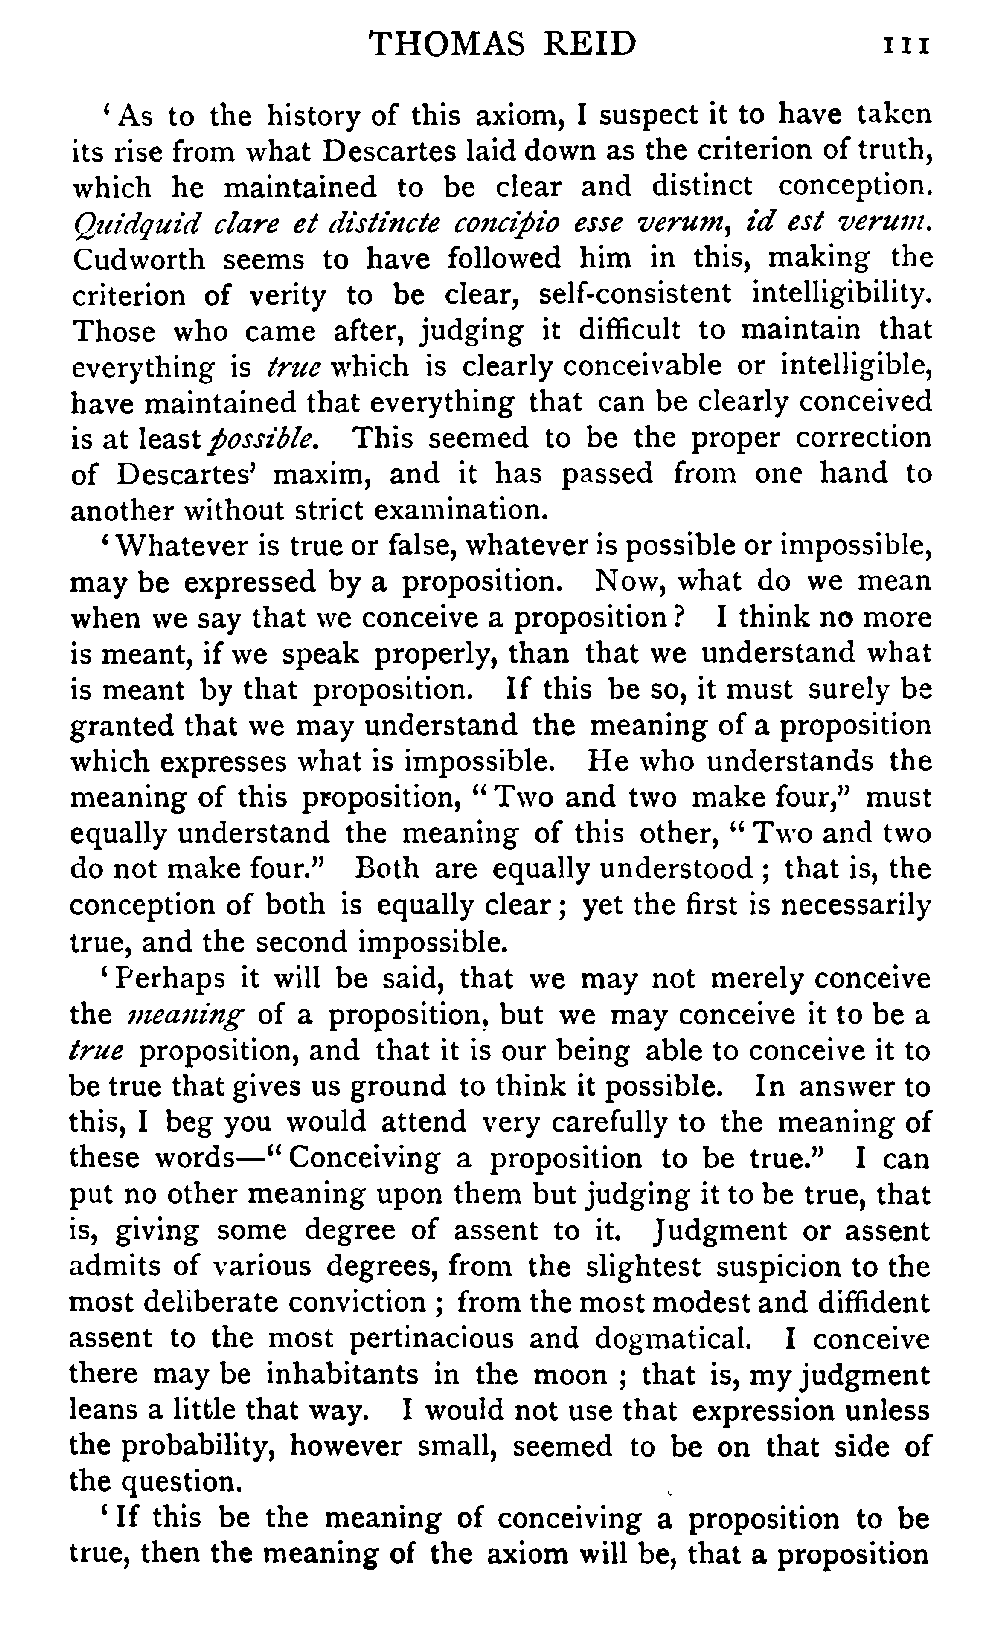 THOMAS REID 111
‘As to the history of this axiom, I suspect it to have taken
its rise from what Descartes laid down as the criterion of truth,
which he maintained to be clear and distinct conception.
Quidquid clare et distincte concipio esse verum, id est verum.
Cudworth seems to have followed him in this, making the
criterion of verity to be clear, self-consistent intelligibility.
Those who came after, judging it difficult to maintain that
everything is true which is clearly conceivable or intelligible,
have maintained that everything that can be clearly conceived
is at least possible. This seemed to be the proper correction
of Descartes’ maxim, and it has passed from one hand to
another without strict examination.
‘Whatever is true or false, whatever is possible or impossible,
may be expressed by a proposition. Now, what do we mean
when we say that we conceive a proposition? I think no more
is meant, if we speak properly, than that we understand what
is meant by that proposition. If this be so, it must surely be
granted that we may understand the meaning of a proposition
which expresses what is impossible. He who understands the
meaning of this proposition, “Two and two make four,” must
equally understand the meaning of this other, “Two and two
do not make four.” Both are equally understood; that is, the
conception of both is equally clear; yet the first is necessarily
true, and the second impossible.
‘Perhaps it will be said, that we may not merely conceive
the meaning of a proposition, but we may conceive it to be a
true proposition, and that it is our being able to conceive it to
be true that gives us ground to think it possible. In answer to
this, I beg you would attend very carefully to the meaning of
these words—“Conceiving a proposition to be true.” I can
put no other meaning upon them but judging it to be true, that
is, giving some degree of assent to it. Judgment or assent
admits of various degrees, from the slightest suspicion to the
most deliberate conviction; from the most modest and diffident
assent to the most pertinacious and dogmatical. I conceive
there may be inhabitants in the moon; that is, my judgment
leans a little that way. I would not use that expression unless
the probability, however small, seemed to be on that side of
the question.
‘If this be the meaning of conceiving a proposition to be
true, then the meaning of the axiom will be, that a proposition